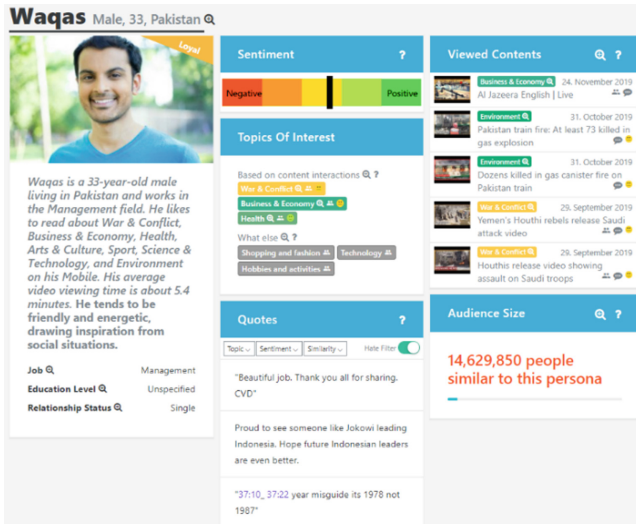 Waqas Male, 33, Pakistan
Loyal
Waqas is a 33-year-old male
living in Pakistan and works in
the Management field. He likes
to read about War & Conflict,
Business & Economy, Health,
Arts & Culture, Sport, Science &
Technology, and Environment
on his Mobile. His average
video viewing time is about 5.4
minutes. He tends to be
friendly and energetic,
drawing inspiration from
social situations.
Job Management
Education Level Unspecified
Relationship Status Single
Sentiment ?
Negative Positive
Topics Of Interest
Based on content interactions ?
War & Conflict
Business & Economy
Health
What else ?
Shopping and fashion Technology
Hobbies and activities
Quotes ?
Topic Sentiment Similarity Hate Filter
"Beautiful job. Thank you all for sharing.
CVD"
Proud to see someone like Jokowi leading
Indonesia. Hope future Indonesian leaders
are even better.
"37:10_ 37:22 year misguide its 1978 not
1987"
Viewed Contents ?
Business & Economy 24. November 2019
Al Jazeera English | Live
Environment 31. October 2019
Pakistan train fire: At least 73 killed in
gas explosion
Environment 31. October 2019
Dozens killed in gas canister fire on
Pakistan train
War & Conflict 29. September 2019
Yemen's Houthi rebels release Saudi
attack video
War & Conflict 29. September 2019
Houthis release video showing
assault on Saudi troops
Audience Size ?
14,629,850 people
similar to this persona